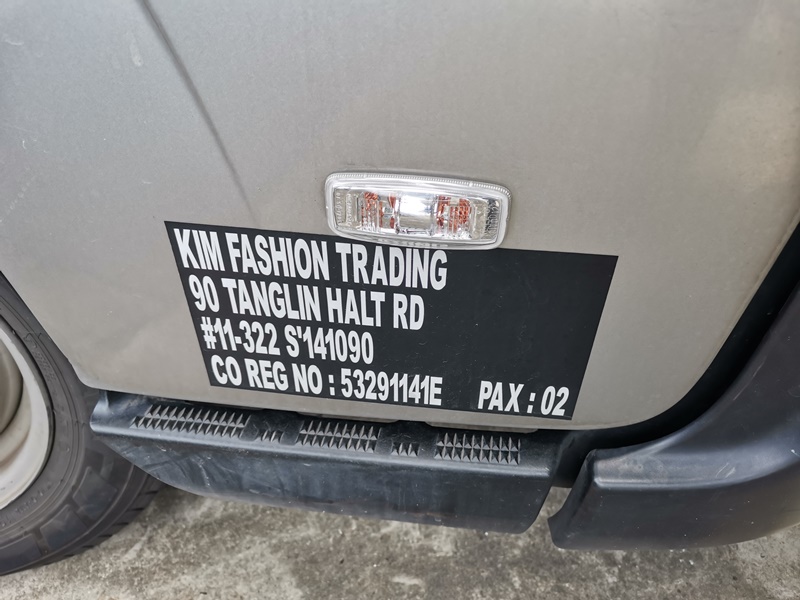 KIM FASHION TRADING
90 TANGLIN HALT RD
#11-322 S'141090
CO REG NO : 53291141E PAX : 02